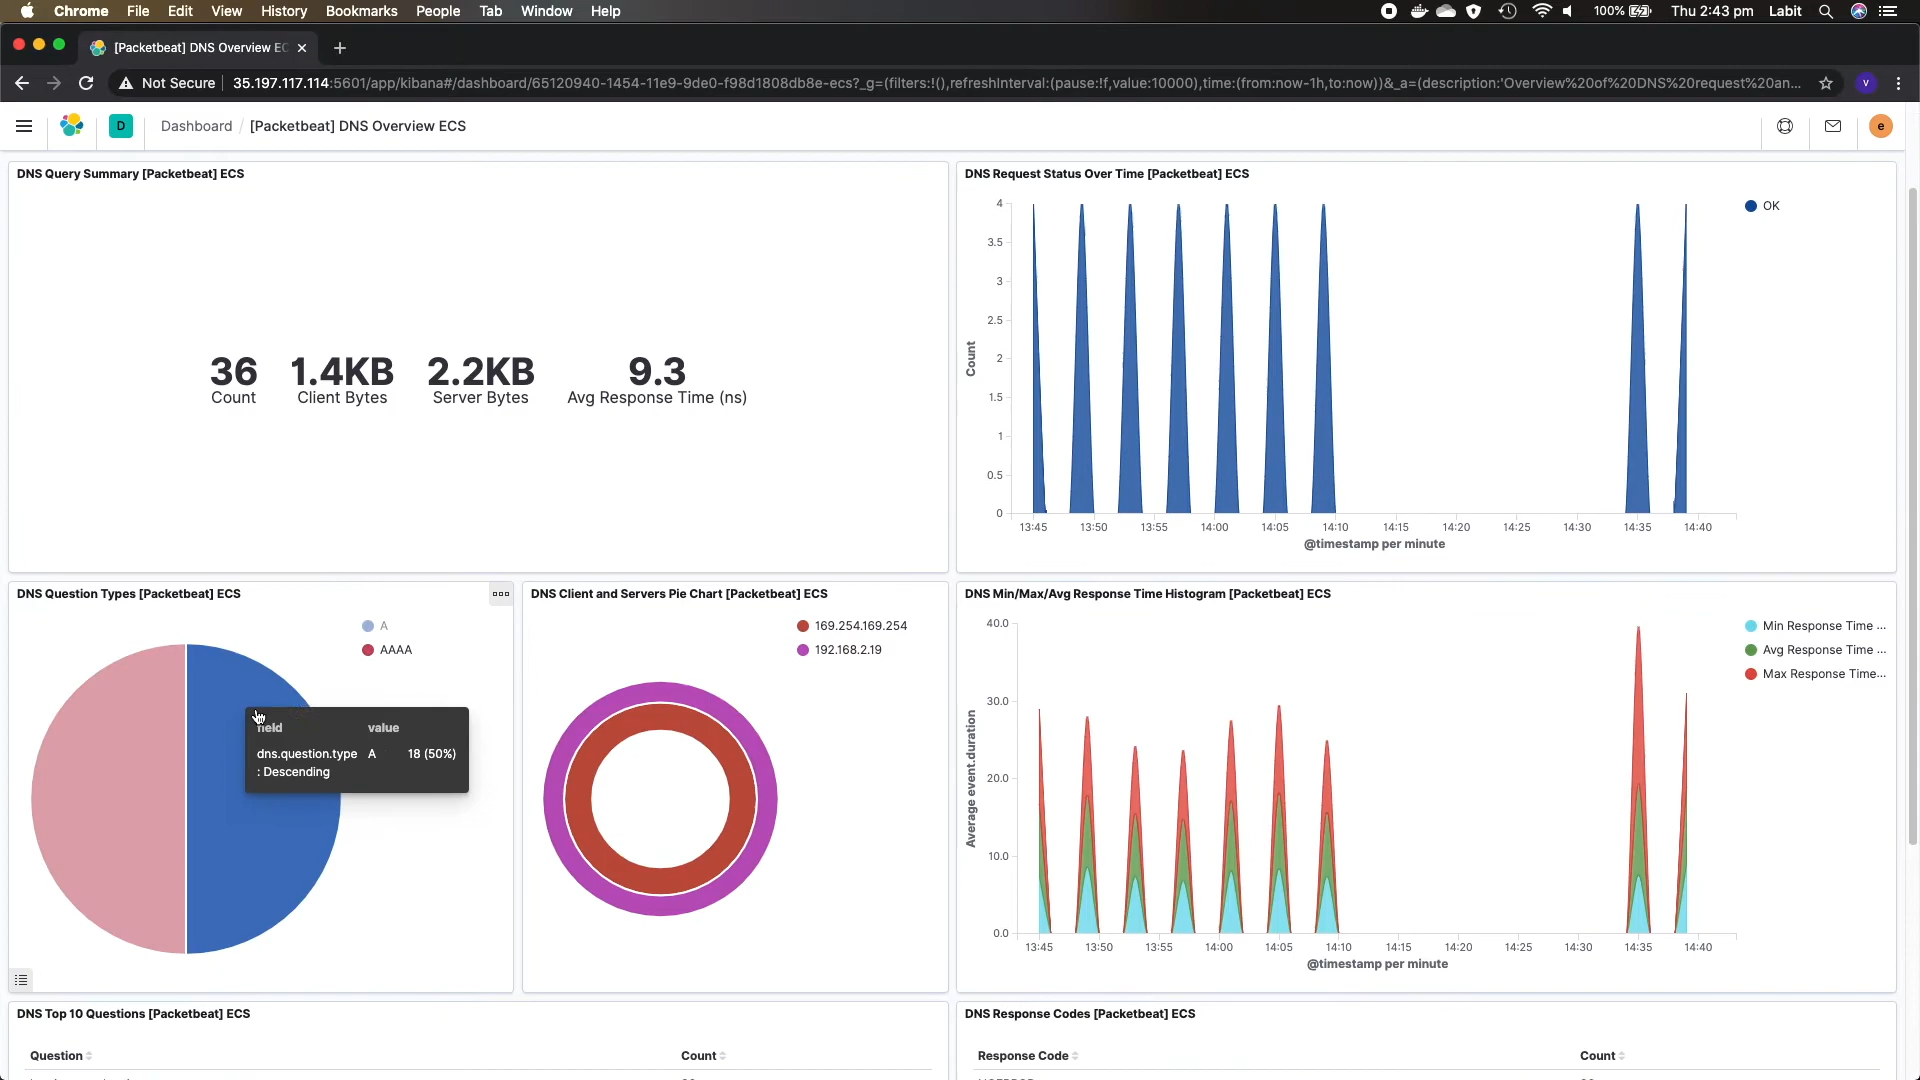 Chrome File Edit View History Bookmarks People Tab Window Help 100% Thu 2:43 pm Labit
[Packetbeat] DNS Overview EC
Not Secure 35.197.117.114:5601/app/kibana#/dashboard/65120940-1454-11e9-9de0-f98d1808db8e-ecs?_g=(filters:!(),refreshInterval:(pause:!f,value:10000),time:(from:now-1h,to:now))&_a=(description:'Overview%20of%20DNS%20request%20an... v
D Dashboard / [Packetbeat] DNS Overview ECS e
DNS Query Summary [Packetbeat] ECS
36 1.4KB 2.2KB 9.3
Count Client Bytes Server Bytes Avg Response Time (ns)
DNS Request Status Over Time [Packetbeat] ECS
OK
4
3.5
3
2.5
2
1.5
1
0.5
0
Count
13:45 13:50 13:55 14:00 14:05 14:10 14:15 14:20 14:25 14:30 14:35 14:40
@timestamp per minute
DNS Question Types [Packetbeat] ECS
A
AAAA
field value
dns.question.type A 18 (50%)
: Descending
DNS Client and Servers Pie Chart [Packetbeat] ECS
169.254.169.254
192.168.2.19
DNS Min/Max/Avg Response Time Histogram [Packetbeat] ECS
Min Response Time ...
Avg Response Time ...
Max Response Time...
40.0
30.0
20.0
10.0
0.0
Average event.duration
13:45 13:50 13:55 14:00 14:05 14:10 14:15 14:20 14:25 14:30 14:35 14:40
@timestamp per minute
DNS Top 10 Questions [Packetbeat] ECS
Question Count
DNS Response Codes [Packetbeat] ECS
Response Code Count